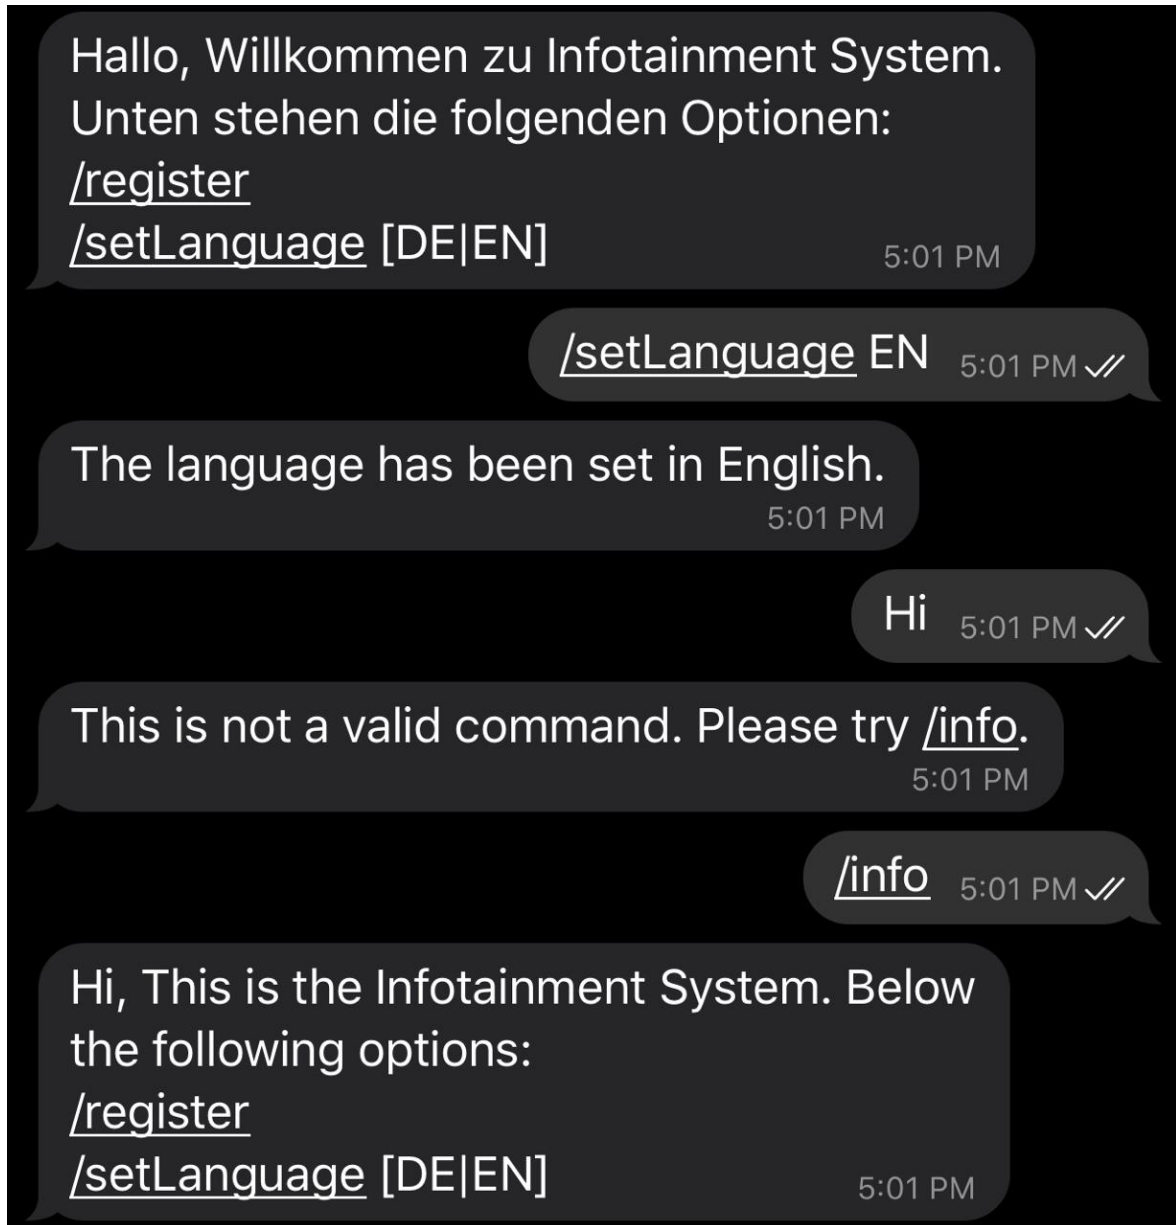 Hallo, Willkommen zu Infotainment System.
Unten stehen die folgenden Optionen:
/register
/setLanguage [DE|EN]
5:01 PM
/setLanguage EN 5:01 PM
The language has been set in English.
5:01 PM
Hi 5:01 PM
This is not a valid command. Please try /info.
5:01 PM
/info 5:01 PM
Hi, This is the Infotainment System. Below
the following options:
/register
/setLanguage [DE|EN]
5:01 PM